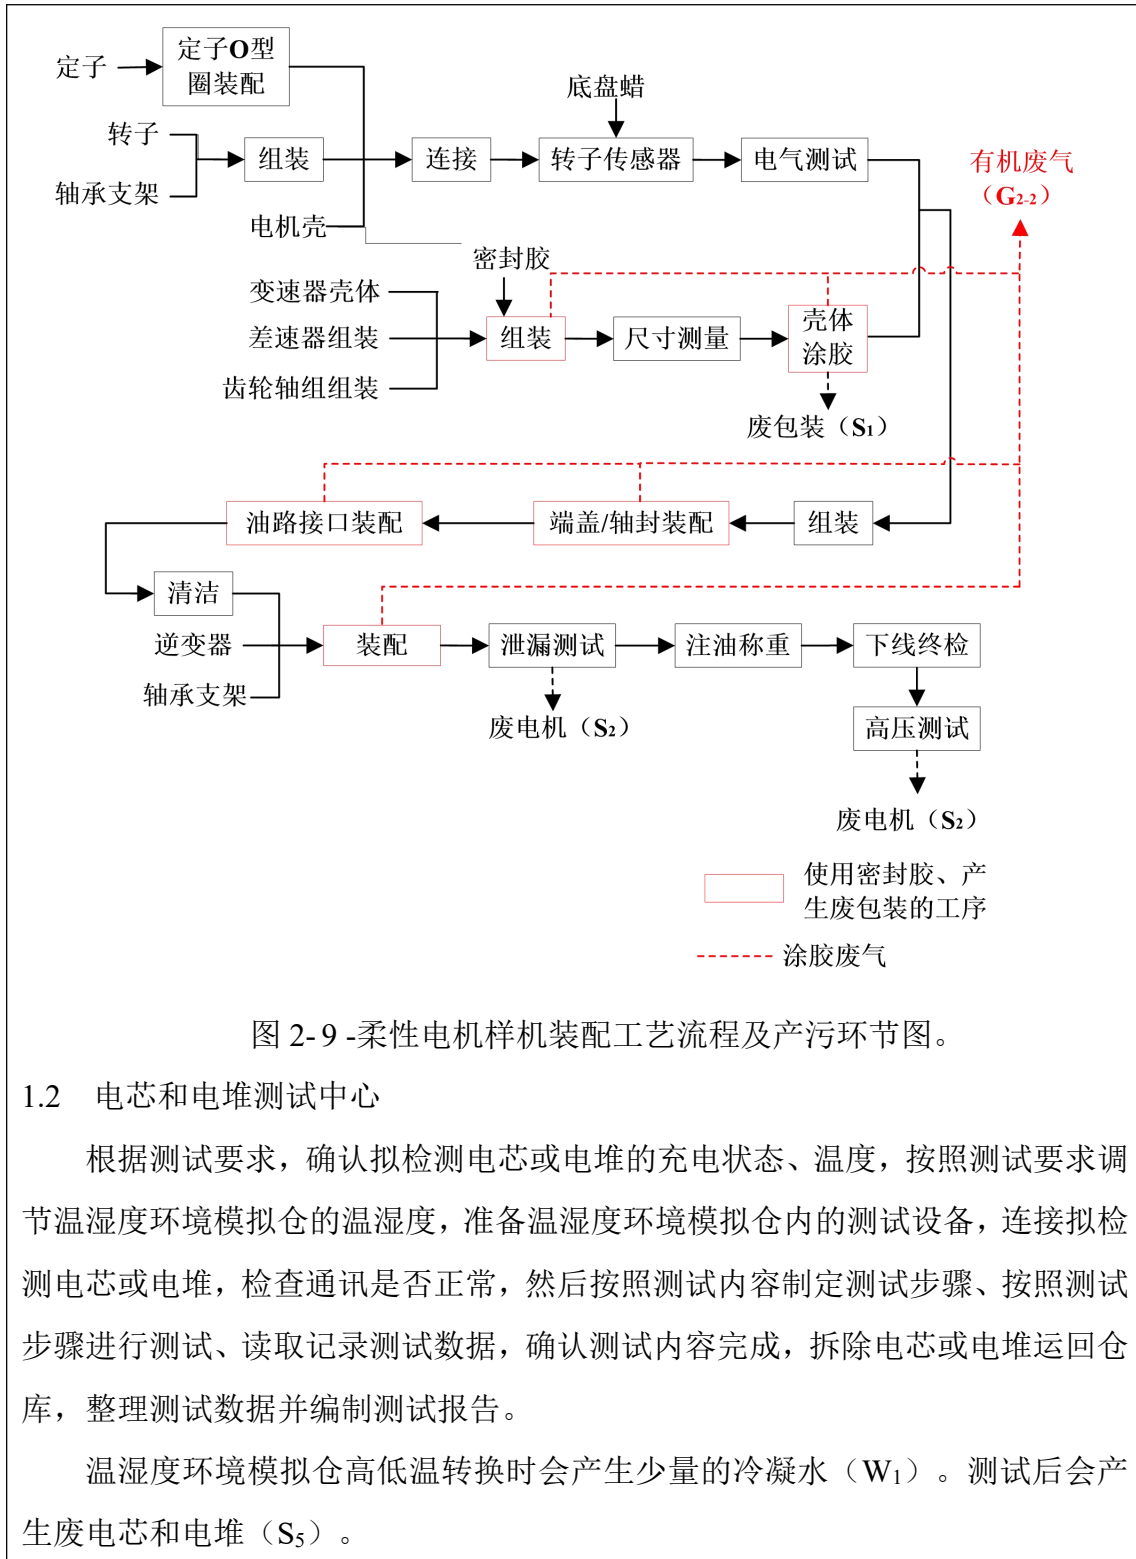 定子
定子O型
圈装配
底盘蜡
转子
组装
连接
转子传感器
电气测试
有机废气
（G2-2）
轴承支架
电机壳
密封胶
变速器壳体
差速器组装
组装
尺寸测量
壳体
涂胶
齿轮轴组组装
废包装（S1）
油路接口装配
端盖/轴封装配
组装
清洁
逆变器
装配
泄漏测试
注油称重
下线终检
轴承支架
废电机（S2）
高压测试
废电机（S2）
使用密封胶、产
生废包装的工序
涂胶废气
图 2- 9 -柔性电机样机装配工艺流程及产污环节图。
1.2 电芯和电堆测试中心
根据测试要求，确认拟检测电芯或电堆的充电状态、温度，按照测试要求调
节温湿度环境模拟仓的温湿度，准备温湿度环境模拟仓内的测试设备，连接拟检
测电芯或电堆，检查通讯是否正常，然后按照测试内容制定测试步骤、按照测试
步骤进行测试、读取记录测试数据，确认测试内容完成，拆除电芯或电堆运回仓
库，整理测试数据并编制测试报告。
温湿度环境模拟仓高低温转换时会产生少量的冷凝水（W1）。测试后会产
生废电芯和电堆（S5）。